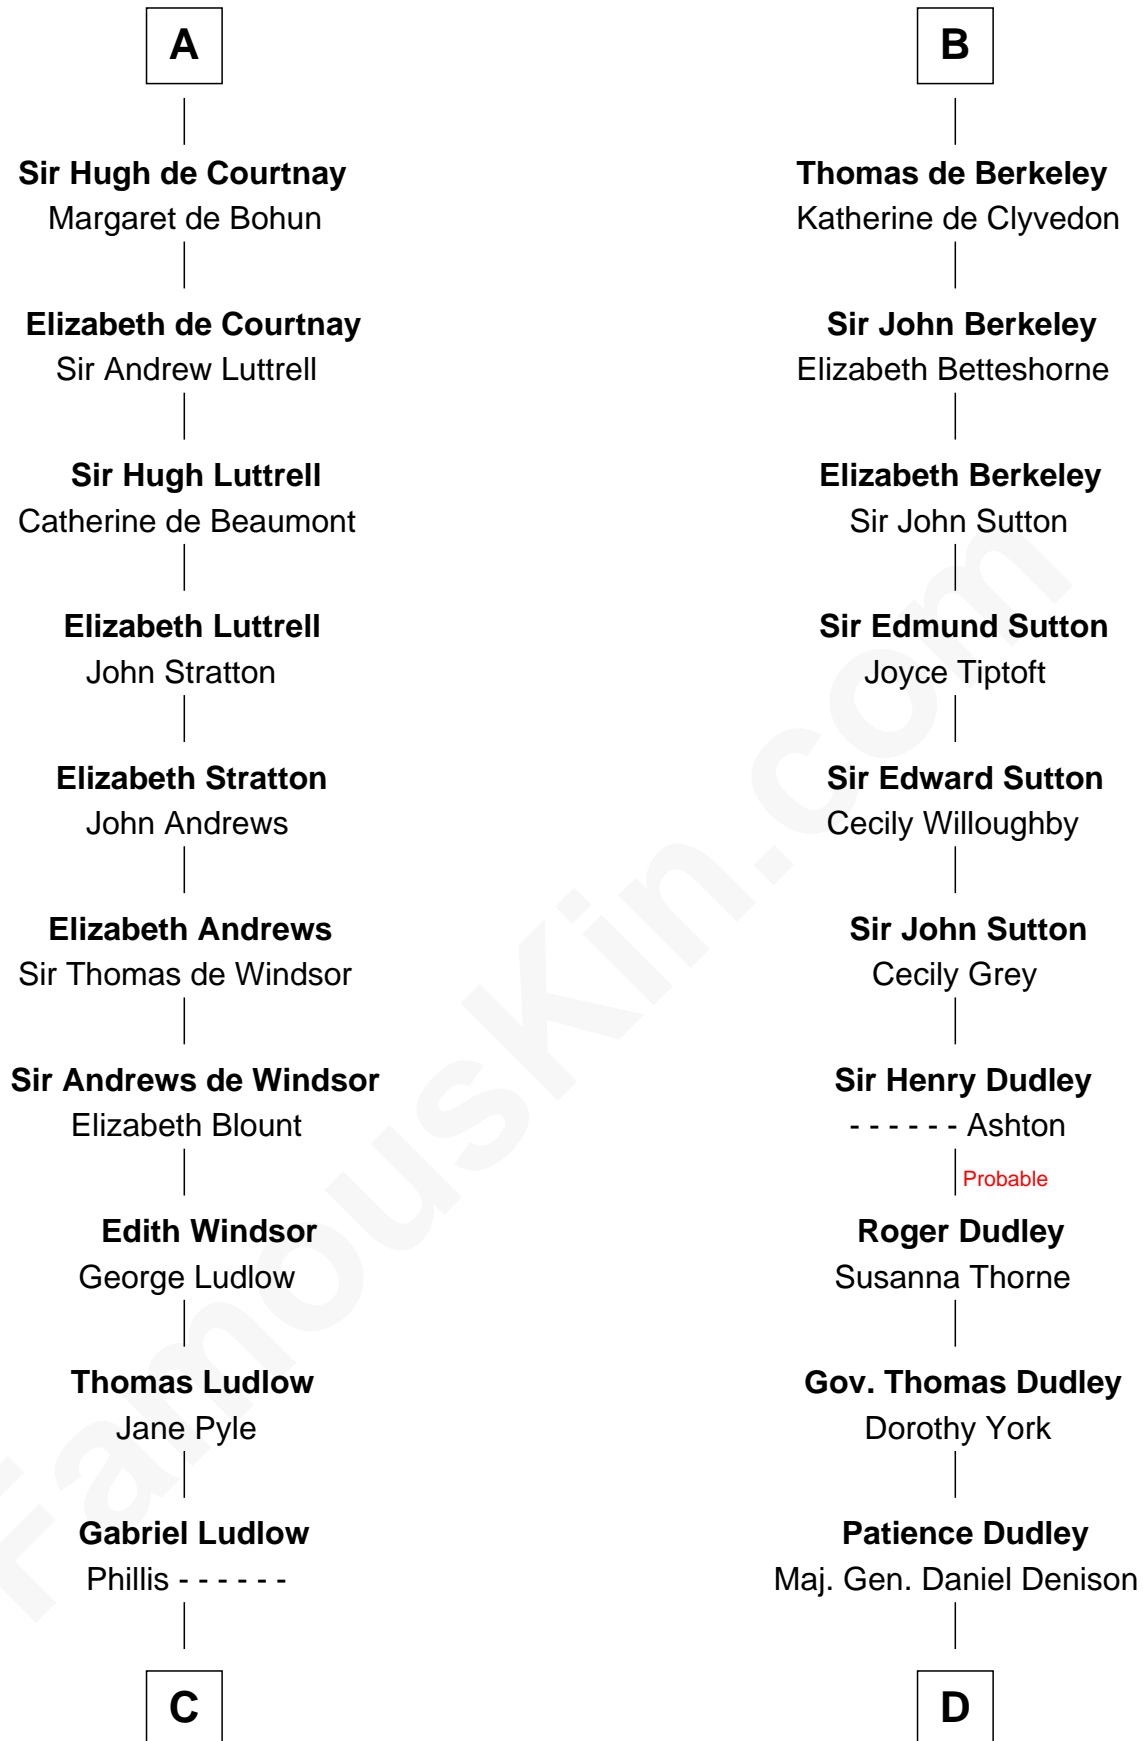 A
Sir Hugh de Courtnay
Margaret de Bohun
Elizabeth de Courtnay
Sir Andrew Luttrell
Sir Hugh Luttrell
Catherine de Beaumont
Elizabeth Luttrell
John Stratton
Elizabeth Stratton
John Andrews
Elizabeth Andrews
Sir Thomas de Windsor
Sir Andrews de Windsor
Elizabeth Blount
Edith Windsor
George Ludlow
Thomas Ludlow
Jane Pyle
Gabriel Ludlow
Phillis - - - - - -
C
B
Thomas de Berkeley
Katherine de Clyvedon
Sir John Berkeley
Elizabeth Betteshorne
Elizabeth Berkeley
Sir John Sutton
Sir Edmund Sutton
Joyce Tiptoft
Sir Edward Sutton
Cecily Willoughby
Sir John Sutton
Cecily Grey
Sir Henry Dudley
- - - - - - Ashton
Probable
Roger Dudley
Susanna Thorne
Gov. Thomas Dudley
Dorothy York
Patience Dudley
Maj. Gen. Daniel Denison
D
FamousKin.com